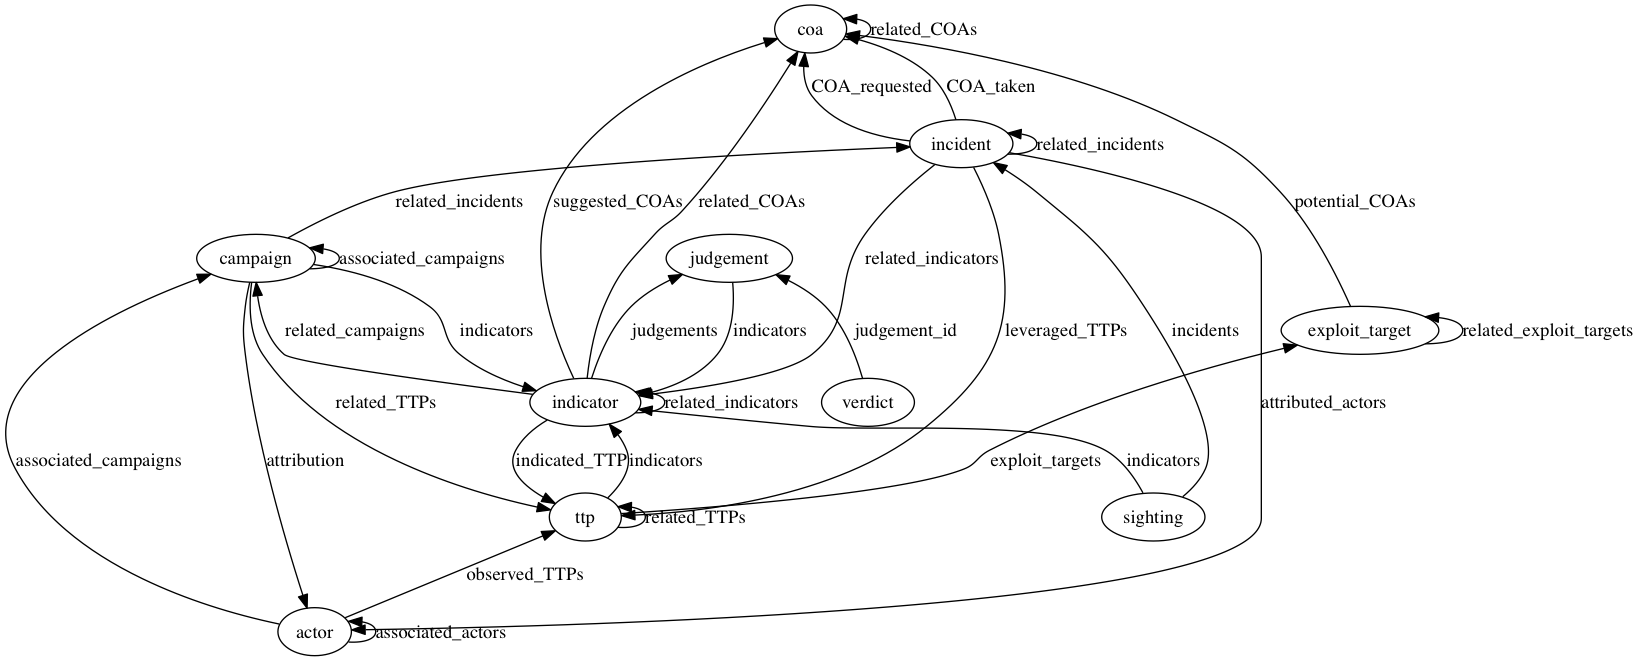 coa
related_COAs
COA_requested
COA_taken
incident
related_incidents
related_incidents
suggested_COAs
related_COAs
potential_COAs
campaign
associated_campaigns
judgement
related_indicators
related_campaigns
indicators
judgements
indicators
judgement_id
leveraged_TTPs
incidents
exploit_target
related_exploit_targets
related_TTPs
indicator
related_indicators
verdict
attributed_actors
associated_campaigns
attribution
indicated_TTP
indicators
exploit_targets
indicators
ttp
related_TTPs
sighting
observed_TTPs
actor
associated_actors